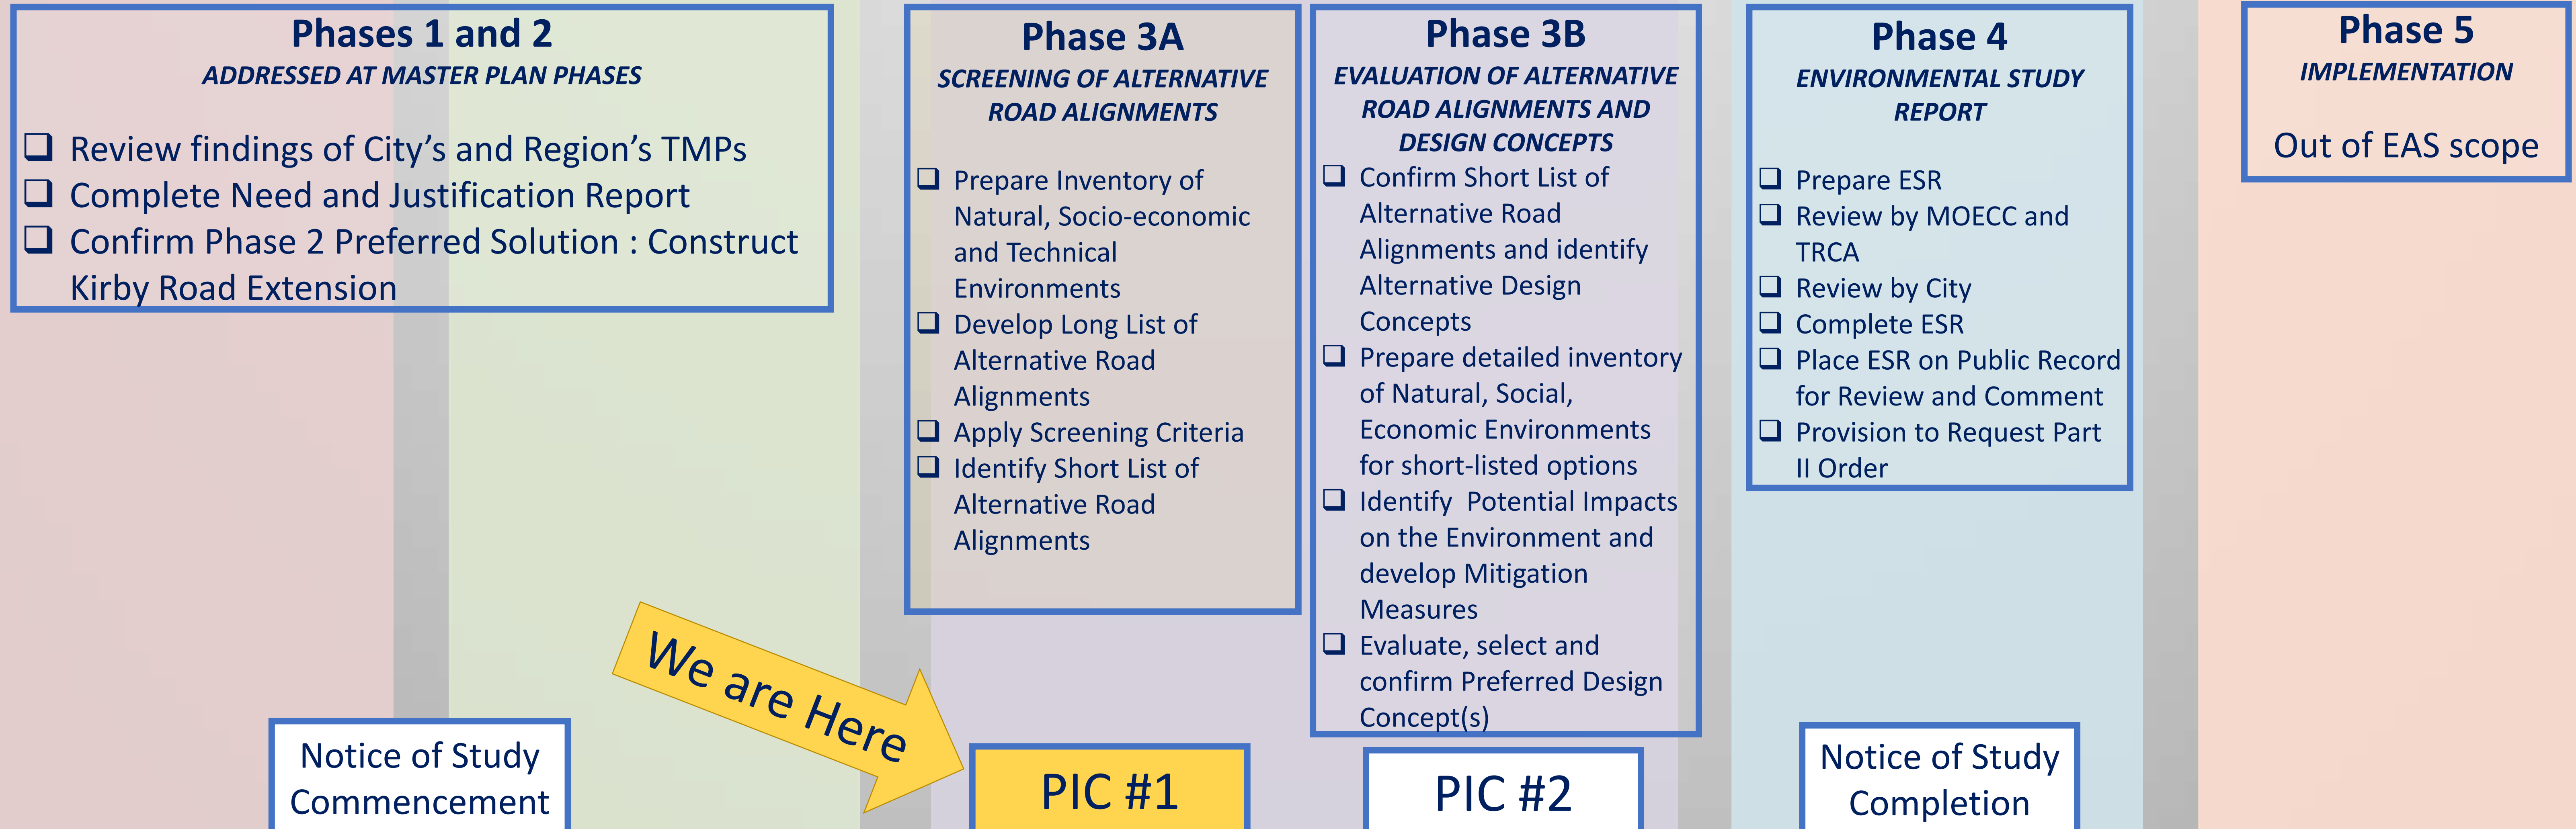 Phases 1 and 2
ADDRESSED AT MASTER PLAN PHASES
❑ Review findings of City’s and Region’s TMPs
❑ Complete Need and Justification Report
❑ Confirm Phase 2 Preferred Solution : Construct
Kirby Road Extension
Phase 3A
SCREENING OF ALTERNATIVE
ROAD ALIGNMENTS
❑ Prepare Inventory of
Natural, Socio-economic
and Technical
Environments
❑ Develop Long List of
Alternative Road
Alignments
❑ Apply Screening Criteria
❑ Identify Short List of
Alternative Road
Alignments
Phase 3B
EVALUATION OF ALTERNATIVE
ROAD ALIGNMENTS AND
DESIGN CONCEPTS
❑ Confirm Short List of
Alternative Road
Alignments and identify
Alternative Design
Concepts
❑ Prepare detailed inventory
of Natural, Social,
Economic Environments
for short-listed options
❑ Identify  Potential Impacts
on the Environment and
develop Mitigation
Measures
❑ Evaluate, select and
confirm Preferred Design
Concept(s)
Phase 4
ENVIRONMENTAL STUDY
REPORT
❑ Prepare ESR
❑ Review by MOECC and
TRCA
❑ Review by City
❑ Complete ESR
❑ Place ESR on Public Record
for Review and Comment
❑ Provision to Request Part
II Order
Phase 5
IMPLEMENTATION
Out of EAS scope
We are Here
Notice of Study
Commencement
PIC #1
PIC #2
Notice of Study
Completion